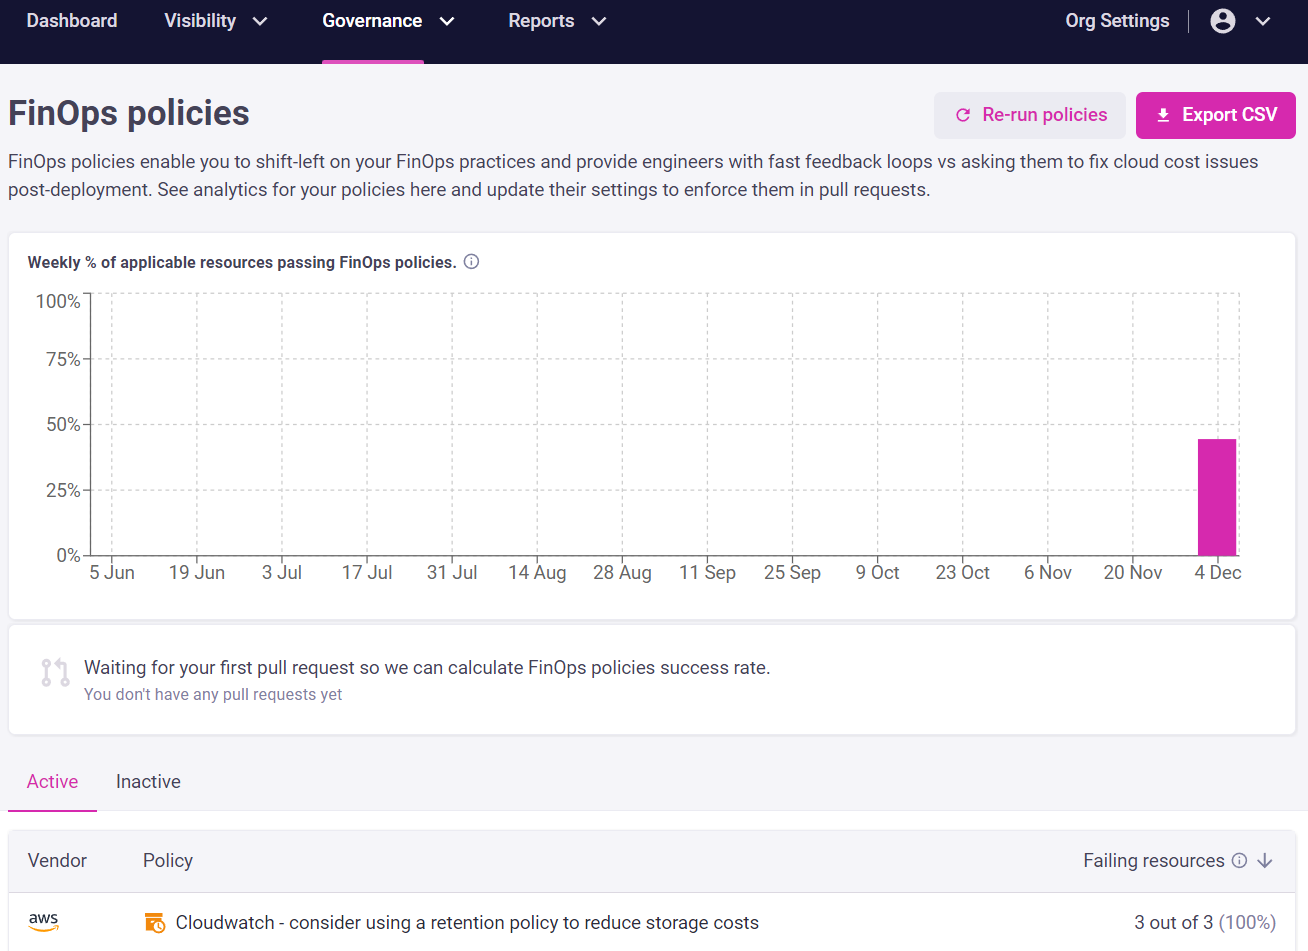 Dashboard Visibility Governance Reports Org Settings
FinOps policies
Re-run policies Export CSV
FinOps policies enable you to shift-left on your FinOps practices and provide engineers with fast feedback loops vs asking them to fix cloud cost issues
post-deployment. See analytics for your policies here and update their settings to enforce them in pull requests.
Weekly % of applicable resources passing FinOps policies.
100%
75%
50%
25%
0%
5 Jun 19 Jun 3 Jul 17 Jul 31 Jul 14 Aug 28 Aug 11 Sep 25 Sep 9 Oct 23 Oct 6 Nov 20 Nov 4 Dec
Waiting for your first pull request so we can calculate FinOps policies success rate.
You don't have any pull requests yet
Active Inactive
Vendor Policy Failing resources
aws Cloudwatch - consider using a retention policy to reduce storage costs 3 out of 3 (100%)